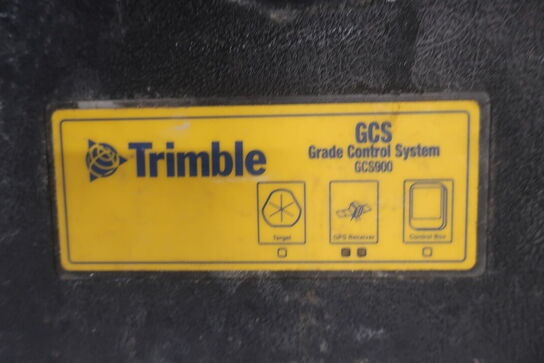 Trimble
GCS
Grade Control System
GCS900
Target
GPS Receiver
Control Box